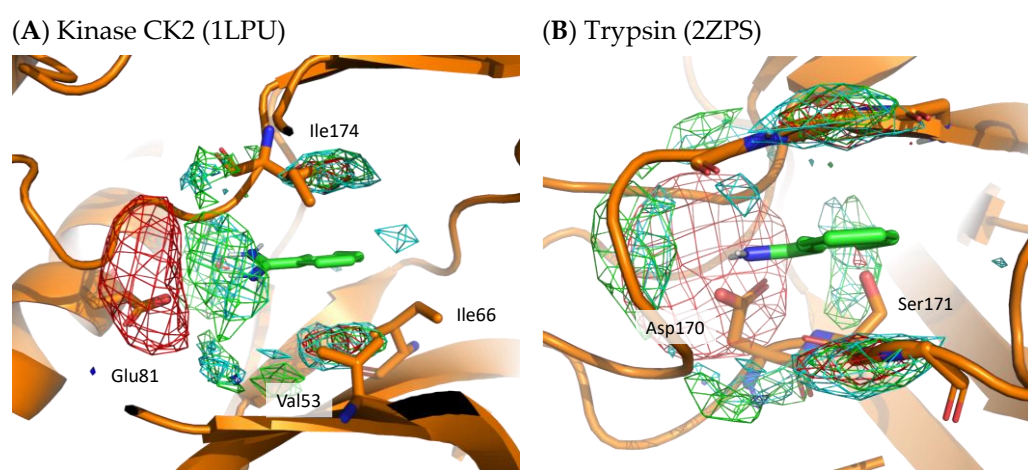 (A) Kinase CK2 (1LPU)
(B) Trypsin (2ZPS)
Ile174
Ile66
Glu81
Val53
Asp170
Ser171